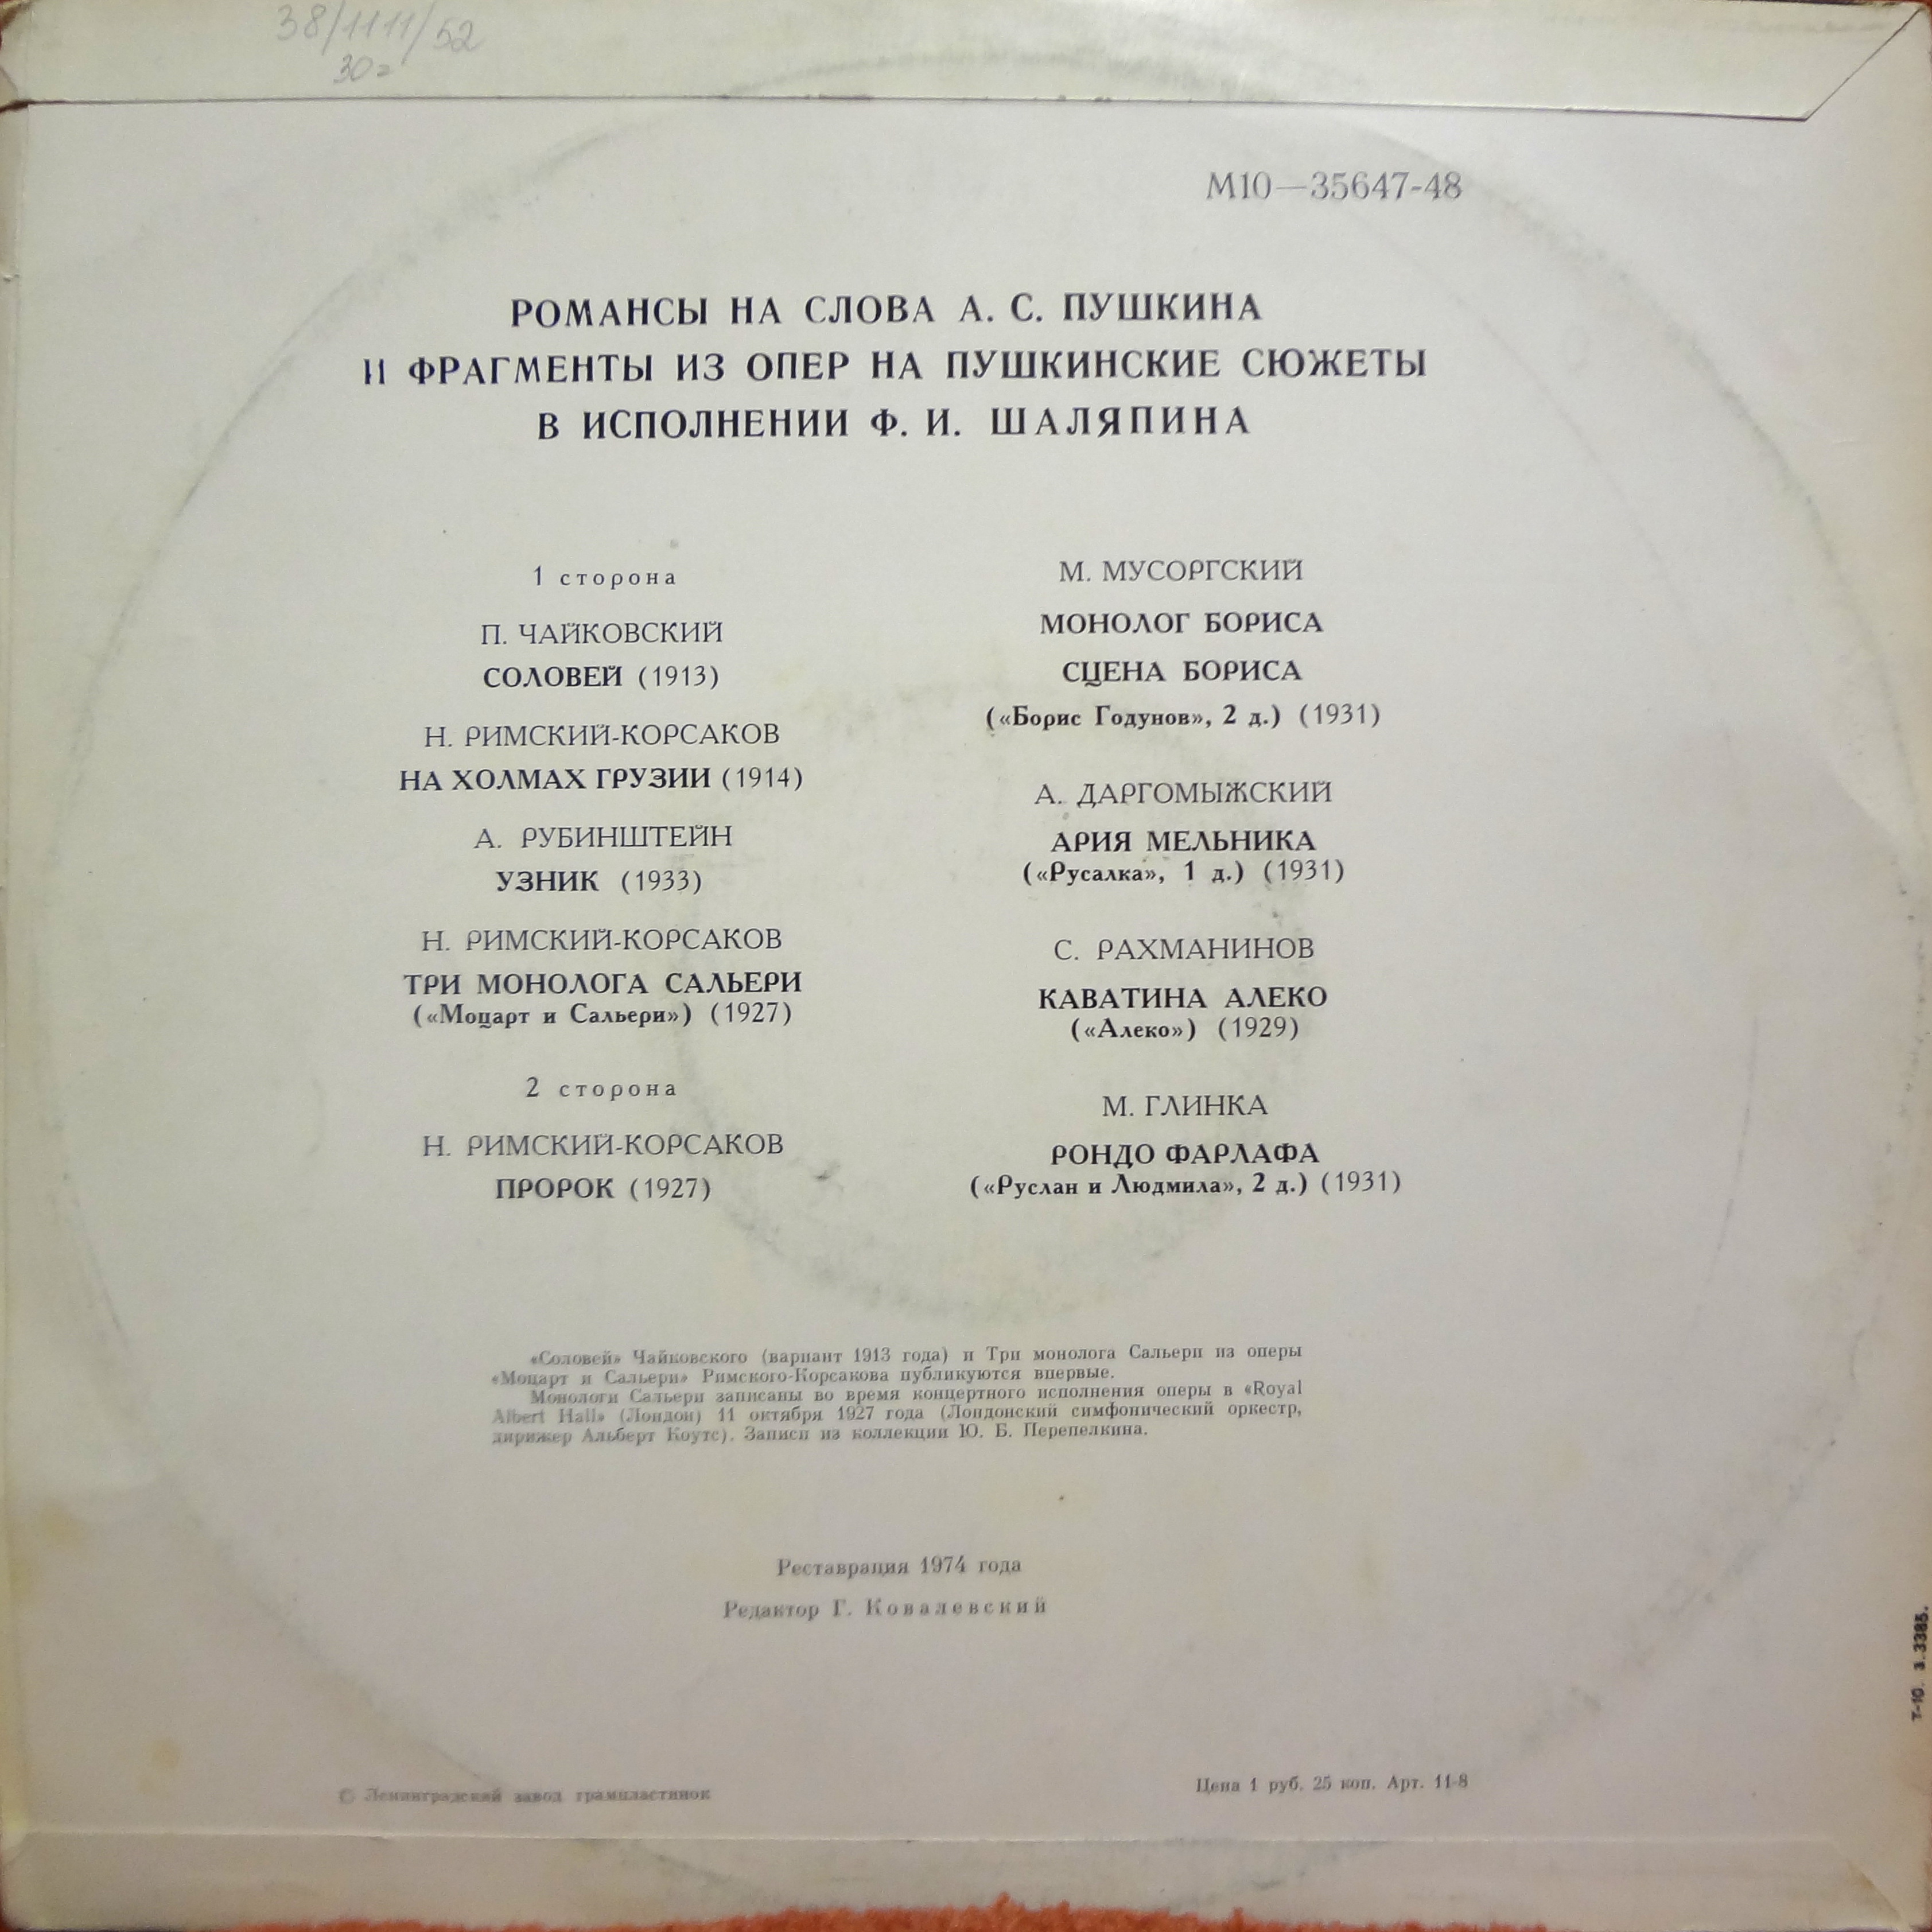 38/1111/52
М10—35647-48
РОМАНСЫ НА СЛОВА А. С. ПУШКИНА
И ФРАГМЕНТЫ ИЗ ОПЕР НА ПУШКИНСКИЕ СЮЖЕТЫ
В ИСПОЛНЕНИИ Ф. И. ШАЛЯПИНА
1 сторона
П. ЧАЙКОВСКИЙ
СОЛОВЕЙ (1913)
Н. РИМСКИЙ-КОРСАКОВ
НА ХОЛМАХ ГРУЗИИ (1914)
А. РУБИНШТЕЙН
УЗНИК (1933)
Н. РИМСКИЙ-КОРСАКОВ
ТРИ МОНОЛОГА САЛЬЕРИ
(«Моцарт и Сальери») (1927)
2 сторона
Н. РИМСКИЙ-КОРСАКОВ
ПРОРОК (1927)
М. МУСОРГСКИЙ
МОНОЛОГ БОРИСА
СЦЕНА БОРИСА
(«Борис Годунов», 2 д.) (1931)
А. ДАРГОМЫЖСКИЙ
АРИЯ МЕЛЬНИКА
(«Русалка», 1 д.) (1931)
С. РАХМАНИНОВ
КАВАТИНА АЛЕКО
(«Алеко») (1929)
М. ГЛИНКА
РОНДО ФАРЛАФА
(«Руслан и Людмила», 2 д.) (1931)
«Соловей» Чайковского (вариант 1913 года) и Три монолога Сальери из оперы
«Моцарт и Сальери» Римского-Корсакова публикуются впервые.
Монологи Сальери записаны во время концертного исполнения оперы в «Royal
Albert Hall» (Лондон) 11 октября 1927 года (Лондонский симфонический оркестр,
дирижер Альберт Коутс). Записи из коллекции Ю. Б. Перепелкина.
Реставрация 1974 года
Редактор Г. Ковалевский
© Ленинградский завод грампластинок
Цена 1 руб. 25 коп. Арт. 11-8
Т-10. З.3385.